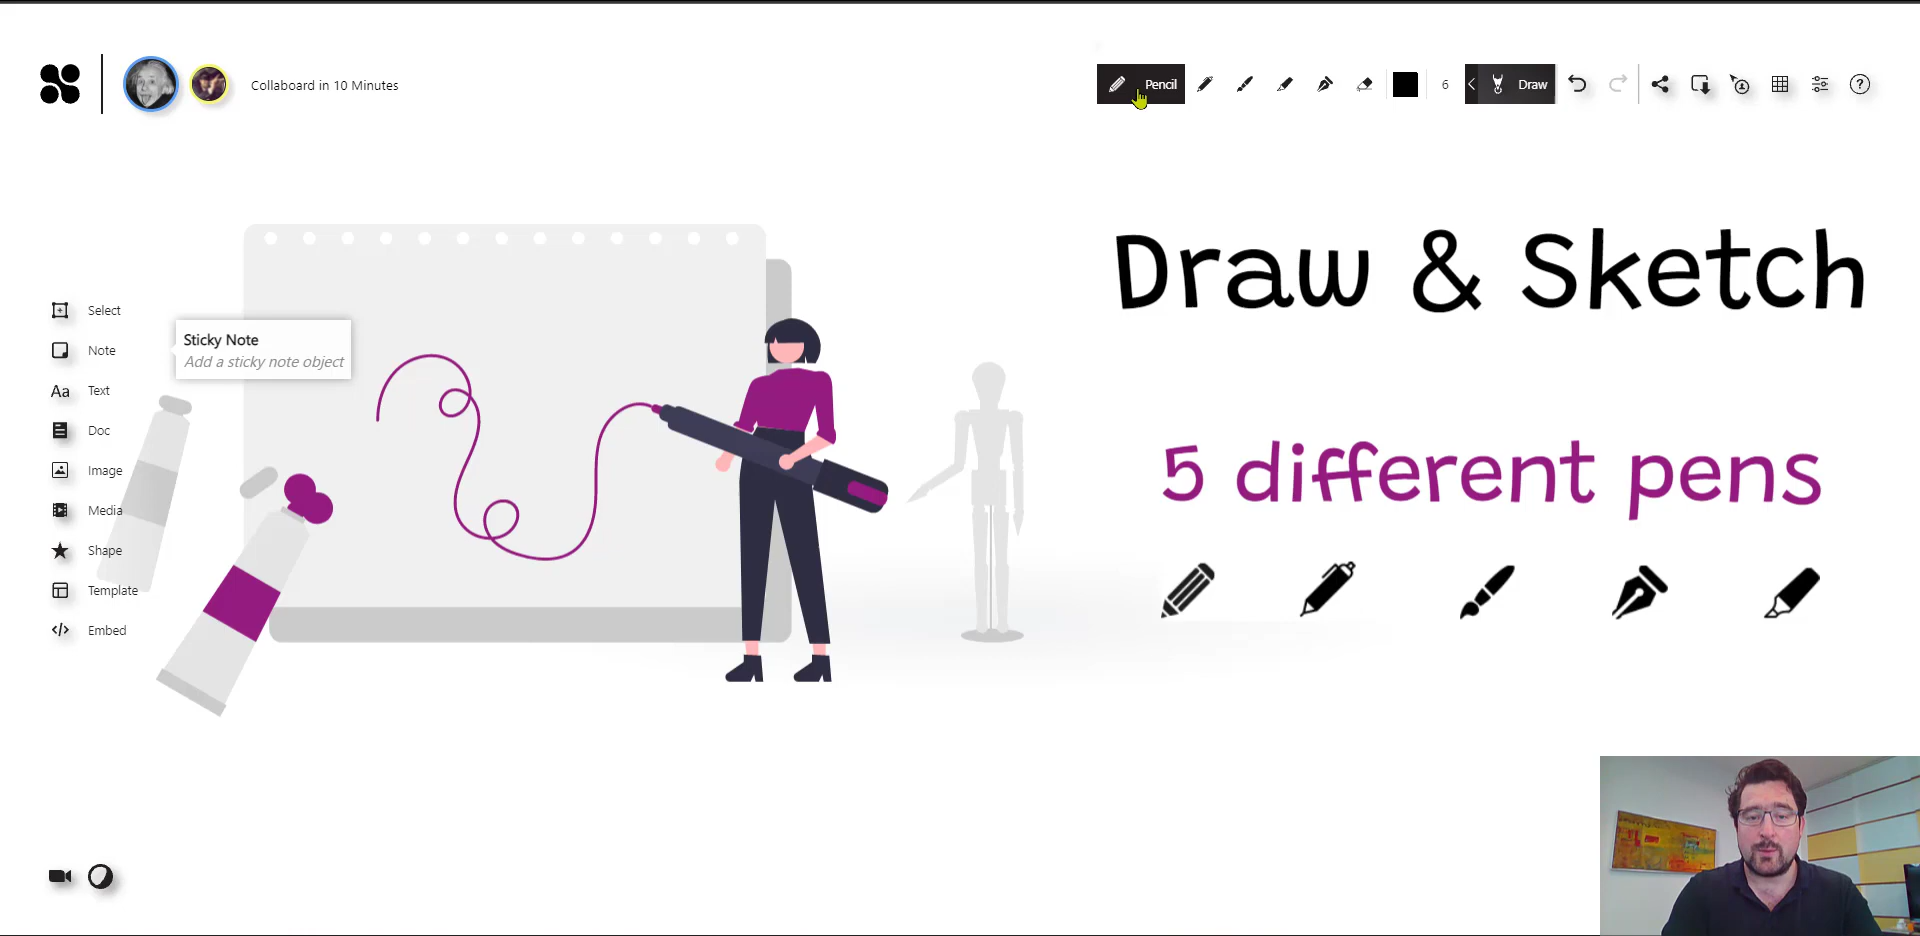 Collaboard in 10 Minutes
Pencil
6
Draw
Draw & Sketch
Select
Sticky Note
Add a sticky note object
Note
Aa Text
Doc
5 different pens
Image
Media
Shape
Template
Embed